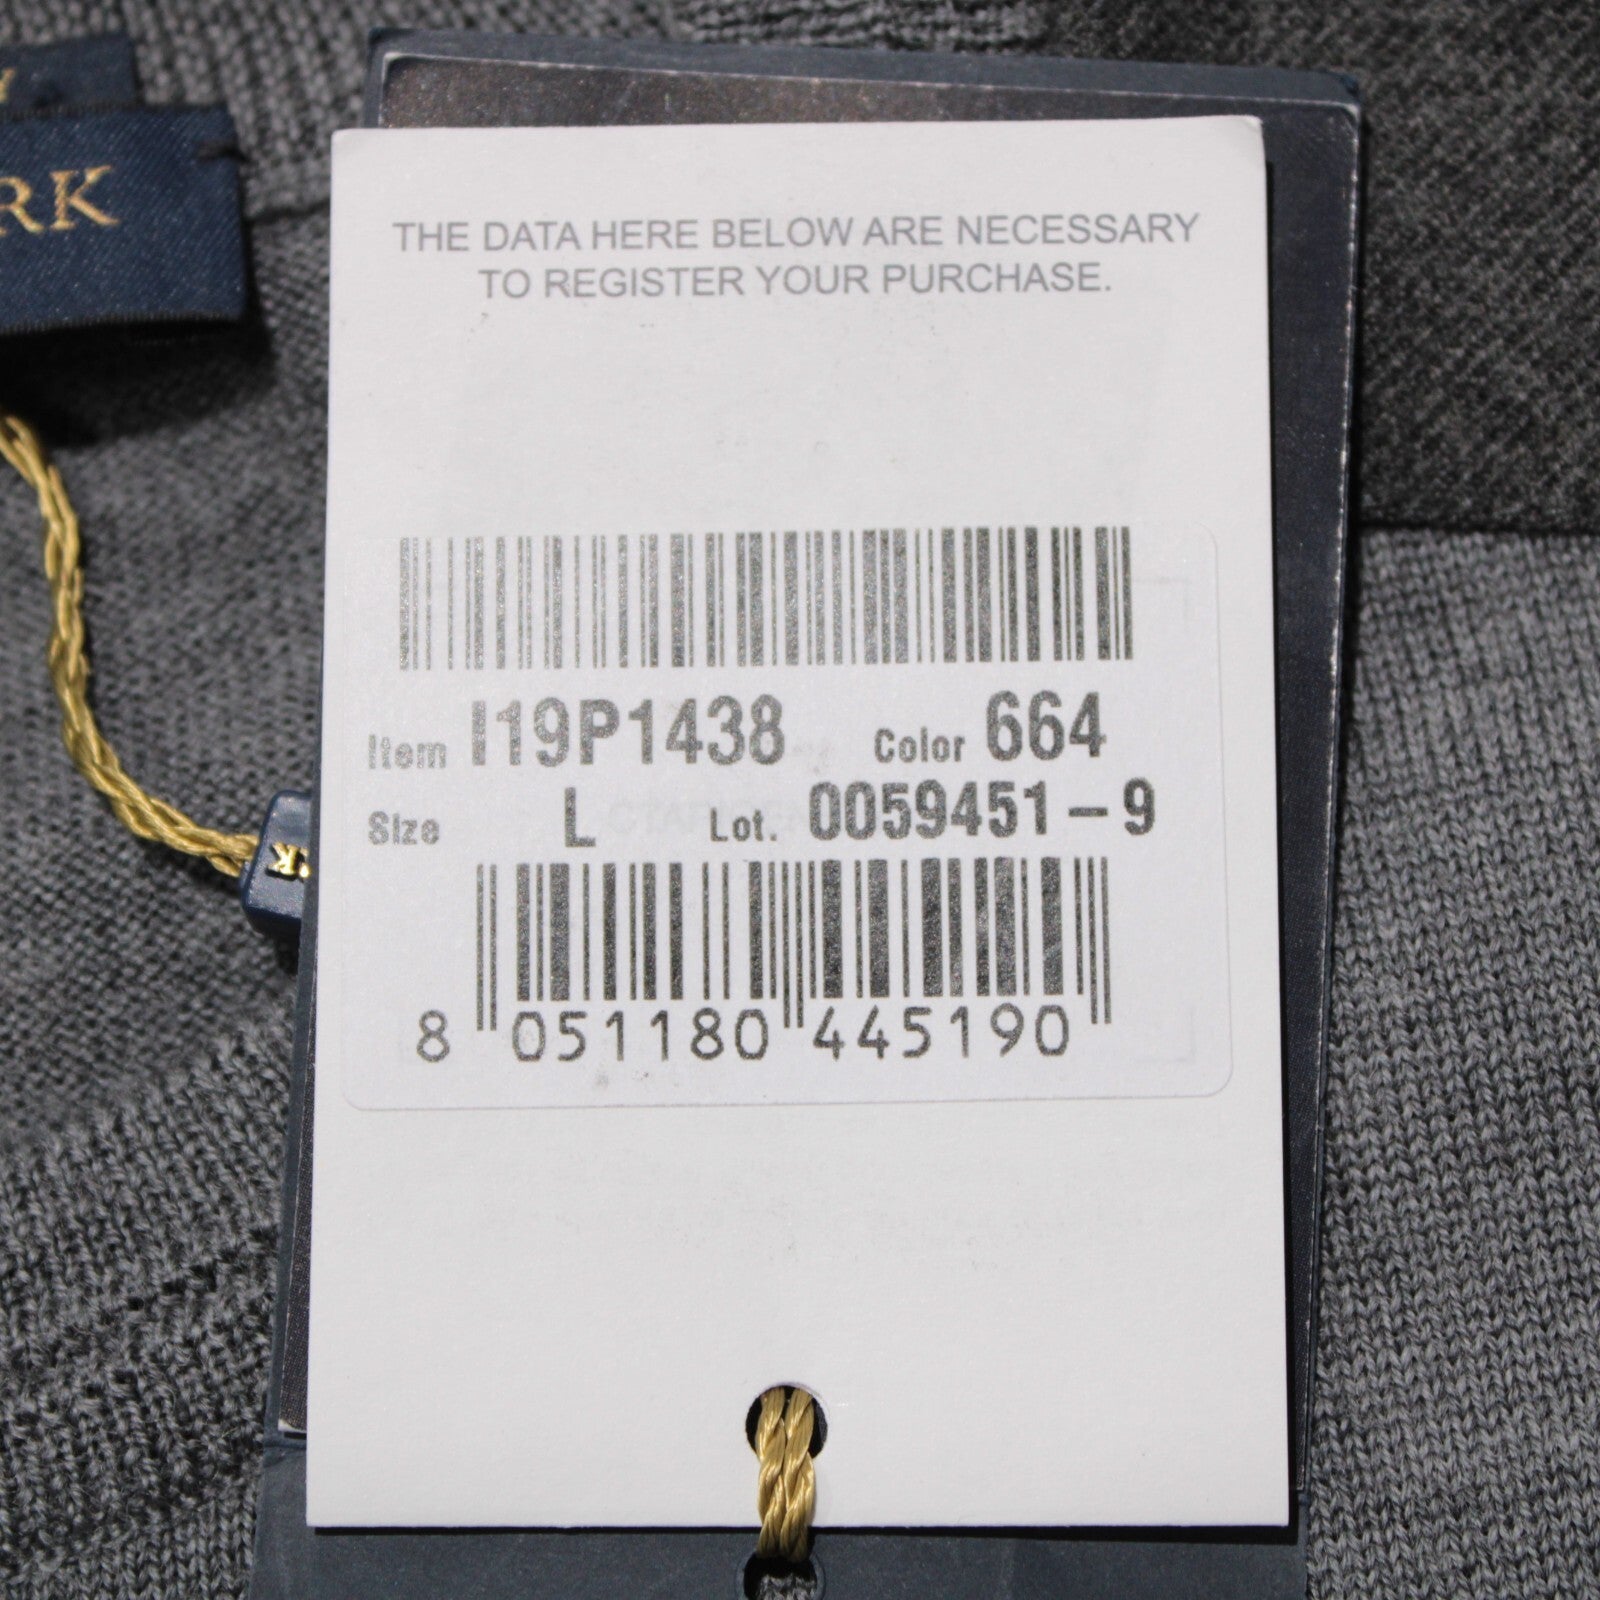 Y
RK
THE DATA HERE BELOW ARE NECESSARY
TO REGISTER YOUR PURCHASE.
Item I19P1438 Color 664
Size L Lot. 0059451-9
8 051180 445190